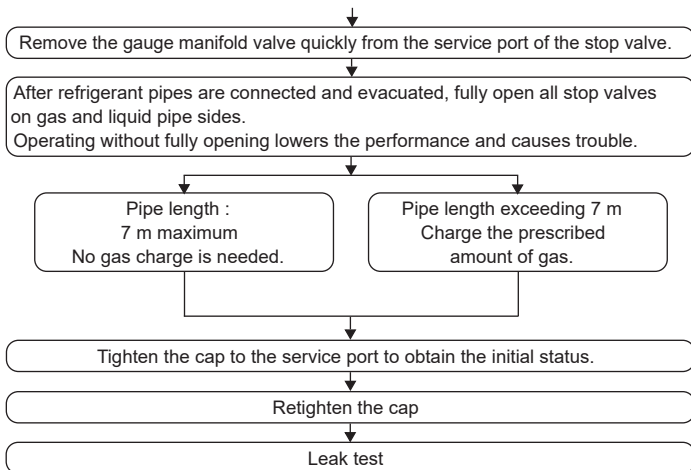 Remove the gauge manifold valve quickly from the service port of the stop valve.
After refrigerant pipes are connected and evacuated, fully open all stop valves
on gas and liquid pipe sides.
Operating without fully opening lowers the performance and causes trouble.
Pipe length :
7 m maximum
No gas charge is needed.
Pipe length exceeding 7 m
Charge the prescribed
amount of gas.
Tighten the cap to the service port to obtain the initial status.
Retighten the cap
Leak test